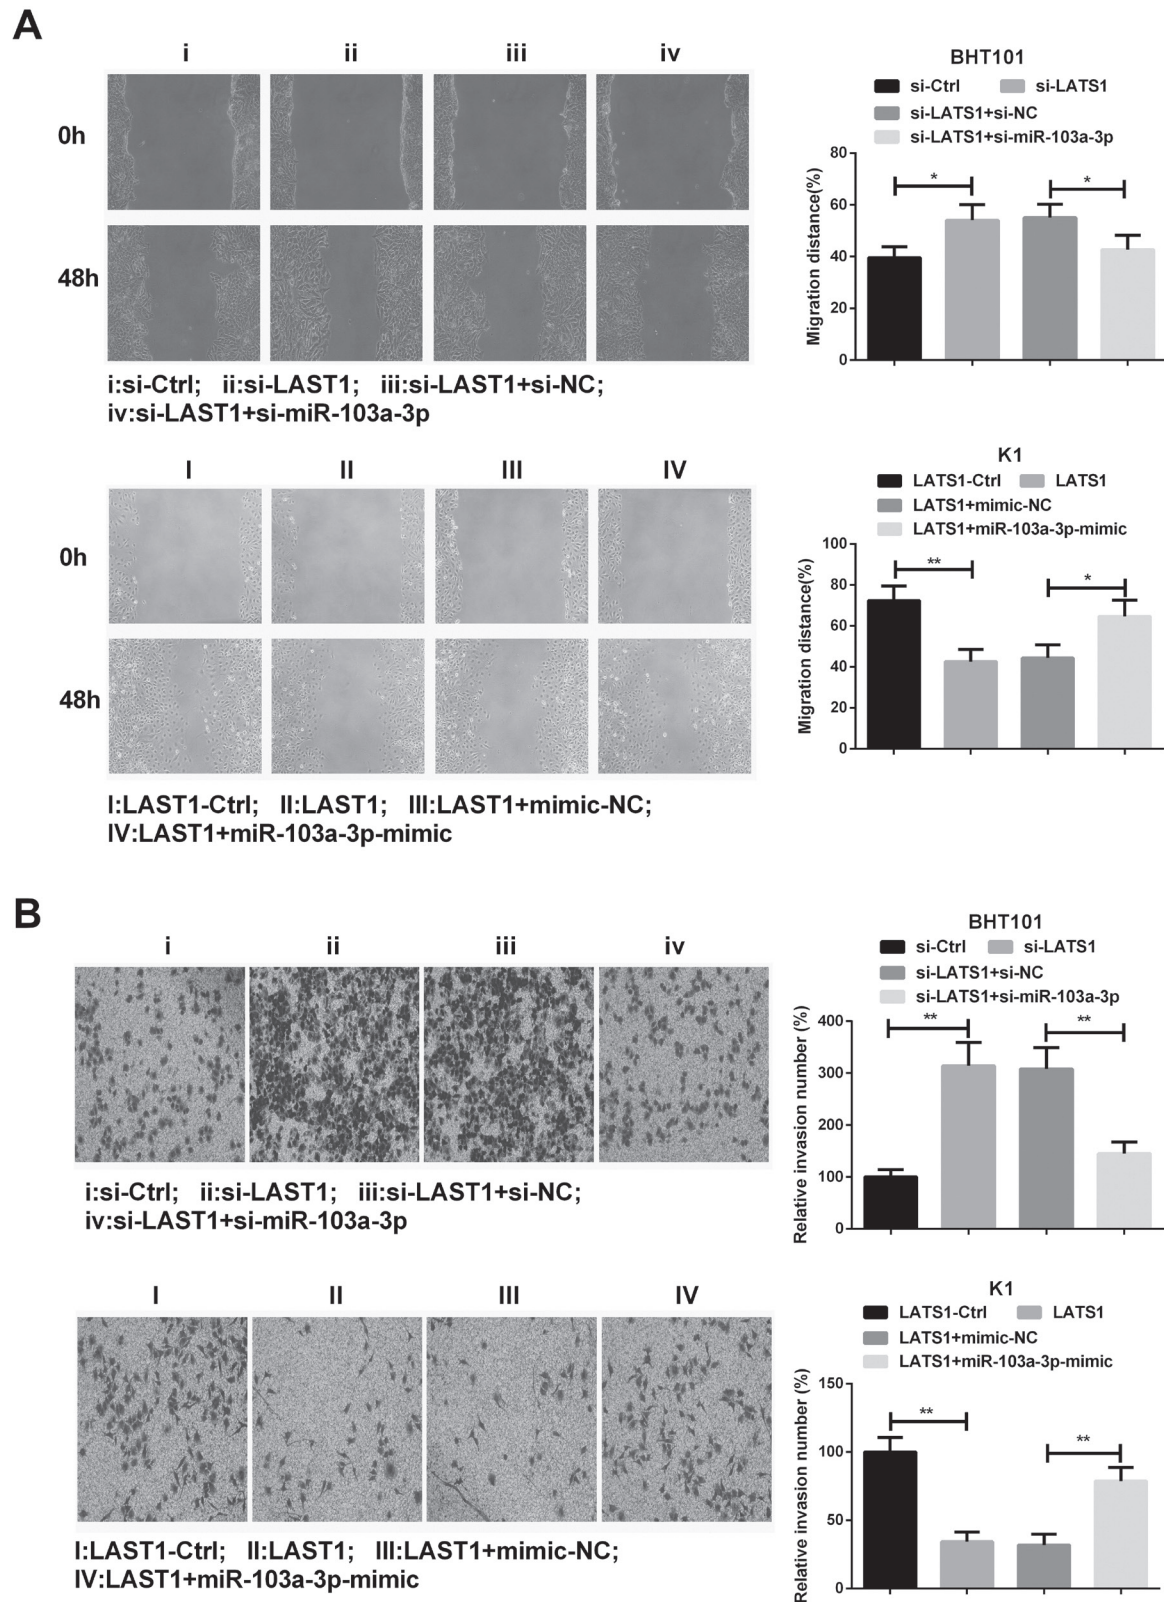 A
i ii iii iv
0h
48h
i:si-Ctrl; ii:si-LAST1; iii:si-LAST1+si-NC;
iv:si-LAST1+si-miR-103a-3p
BHT101
si-Ctrl si-LATS1
si-LATS1+si-NC
si-LATS1+si-miR-103a-3p
Migration distance(%)
80
60
40
20
0
* *
I II III IV
0h
48h
I:LAST1-Ctrl; II:LAST1; III:LAST1+mimic-NC;
IV:LAST1+miR-103a-3p-mimic
K1
LATS1-Ctrl LATS1
LATS1+mimic-NC
LATS1+miR-103a-3p-mimic
Migration distance(%)
100
80
60
40
20
0
** *
B
i ii iii iv
i:si-Ctrl; ii:si-LAST1; iii:si-LAST1+si-NC;
iv:si-LAST1+si-miR-103a-3p
BHT101
si-Ctrl si-LATS1
si-LATS1+si-NC
si-LATS1+si-miR-103a-3p
Relative invasion number (%)
400
300
200
100
0
** **
I II III IV
I:LAST1-Ctrl; II:LAST1; III:LAST1+mimic-NC;
IV:LAST1+miR-103a-3p-mimic
K1
LATS1-Ctrl LATS1
LATS1+mimic-NC
LATS1+miR-103a-3p-mimic
Relative invasion number (%)
150
100
50
0
** **